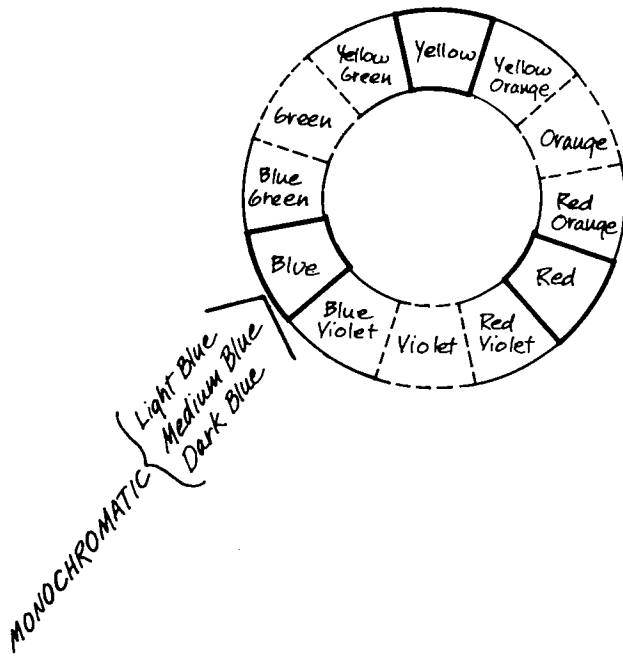 Yellow
Yellow
Orange
Orange
Red
Orange
Red
Red
Violet
Violet
Blue
Violet
Blue
Blue
Green
Green
Yellow
Green
Light Blue
Medium Blue
Dark Blue
MONOCHROMATIC